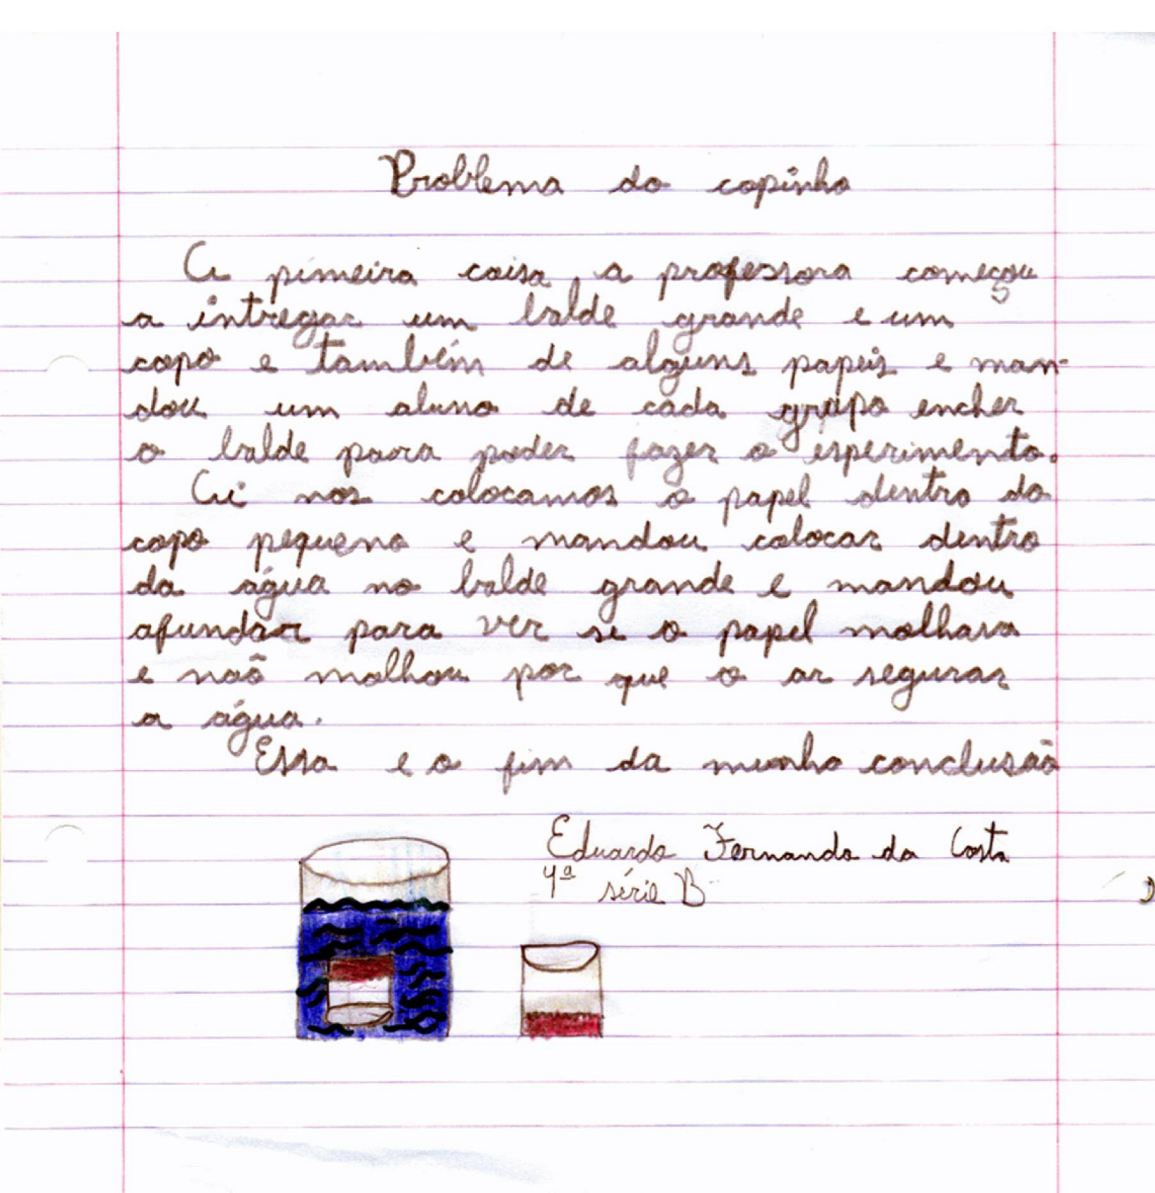 Problema do copinho
A pimeira coisa a professora começou
a intregar um balde grande e um
copo e também de alguns papeis e man-
dou um aluno de cada grupo encher
o balde para poder fazer o esperimento.
Ai nos colocamos o papel dentro do
copo pequeno e mandou colocar dentro
da água no balde grande e mandou
afundar para ver se o papel molhava
e naõ molhou por que o ar segurar
a água.
Essa e o fim da munha conclusão
Eduardo Fernando da Costa
4ª série B